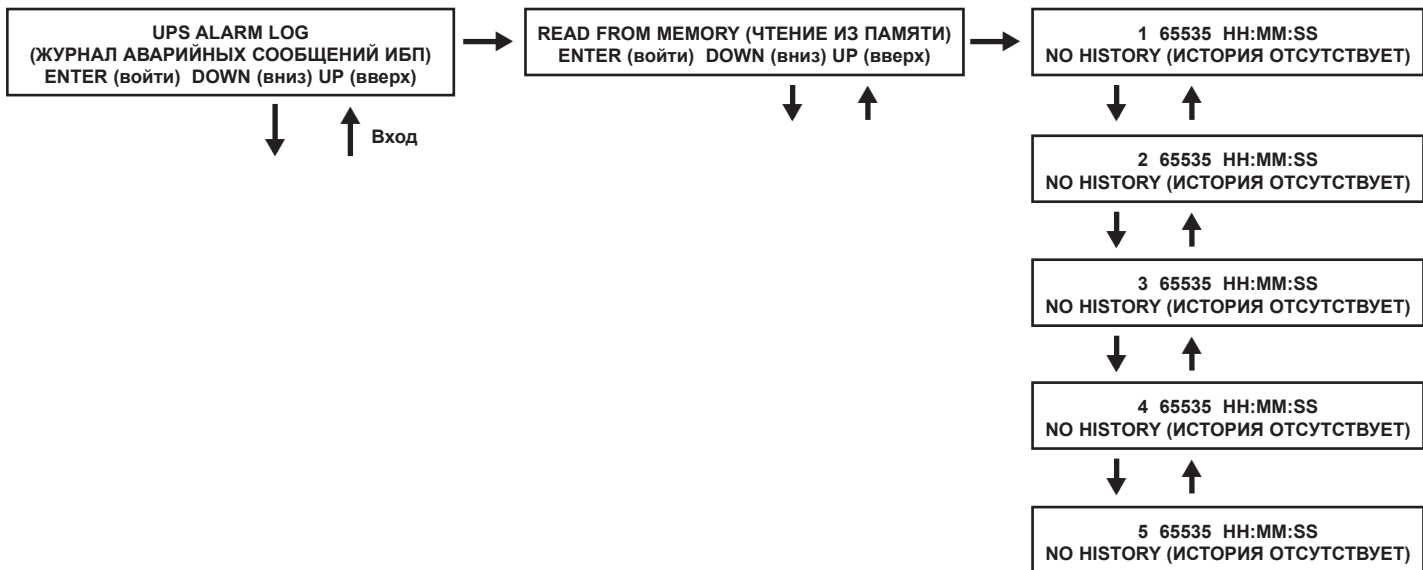 UPS ALARM LOG
(ЖУРНАЛ АВАРИЙНЫХ СООБЩЕНИЙ ИБП)
ENTER (войти) DOWN (вниз) UP (вверх)
Вход
READ FROM MEMORY (ЧТЕНИЕ ИЗ ПАМЯТИ)
ENTER (войти) DOWN (вниз) UP (вверх)
1 65535 HH:MM:SS
NO HISTORY (ИСТОРИЯ ОТСУТСТВУЕТ)
2 65535 HH:MM:SS
NO HISTORY (ИСТОРИЯ ОТСУТСТВУЕТ)
3 65535 HH:MM:SS
NO HISTORY (ИСТОРИЯ ОТСУТСТВУЕТ)
4 65535 HH:MM:SS
NO HISTORY (ИСТОРИЯ ОТСУТСТВУЕТ)
5 65535 HH:MM:SS
NO HISTORY (ИСТОРИЯ ОТСУТСТВУЕТ)